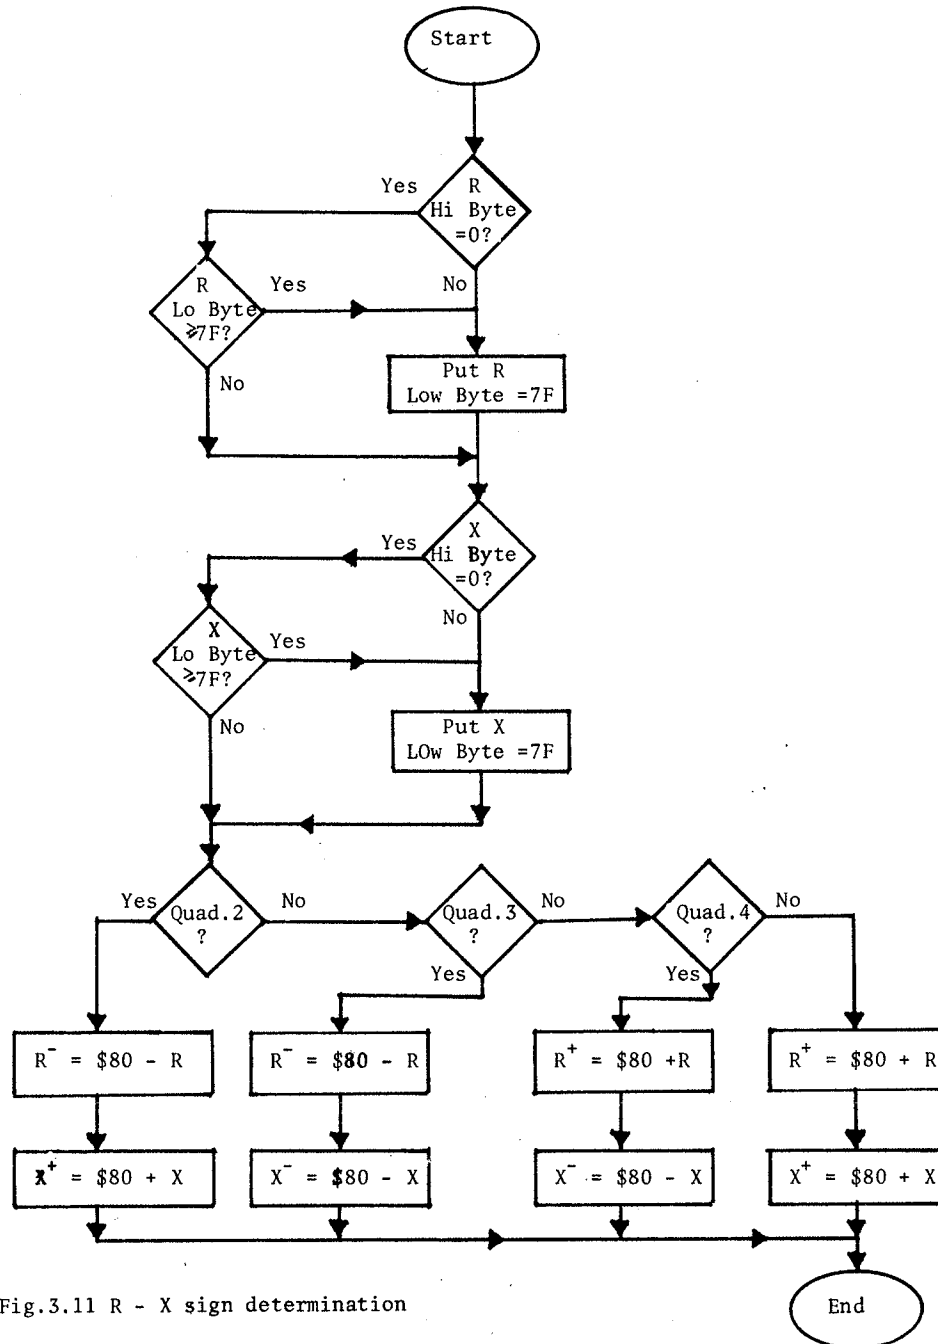 Start
Yes
R
Hi Byte
=0?
No
R
Lo Byte
⩾7F?
Yes
No
Put R
Low Byte =7F
Yes
X
Hi Byte
=0?
No
X
Lo Byte
⩾7F?
Yes
No
Put X
LOw Byte =7F
Yes
Quad.2
?
No
Quad.3
?
No
Yes
Quad.4
?
No
Yes
R⁻ = $80 - R
R⁻ = $80 - R
R⁺ = $80 +R
R⁺ = $80 + R
X⁺ = $80 + X
X⁻ = $80 - X
X⁻ = $80 - X
X⁺ = $80 + X
End
Fig.3.11 R - X sign determination